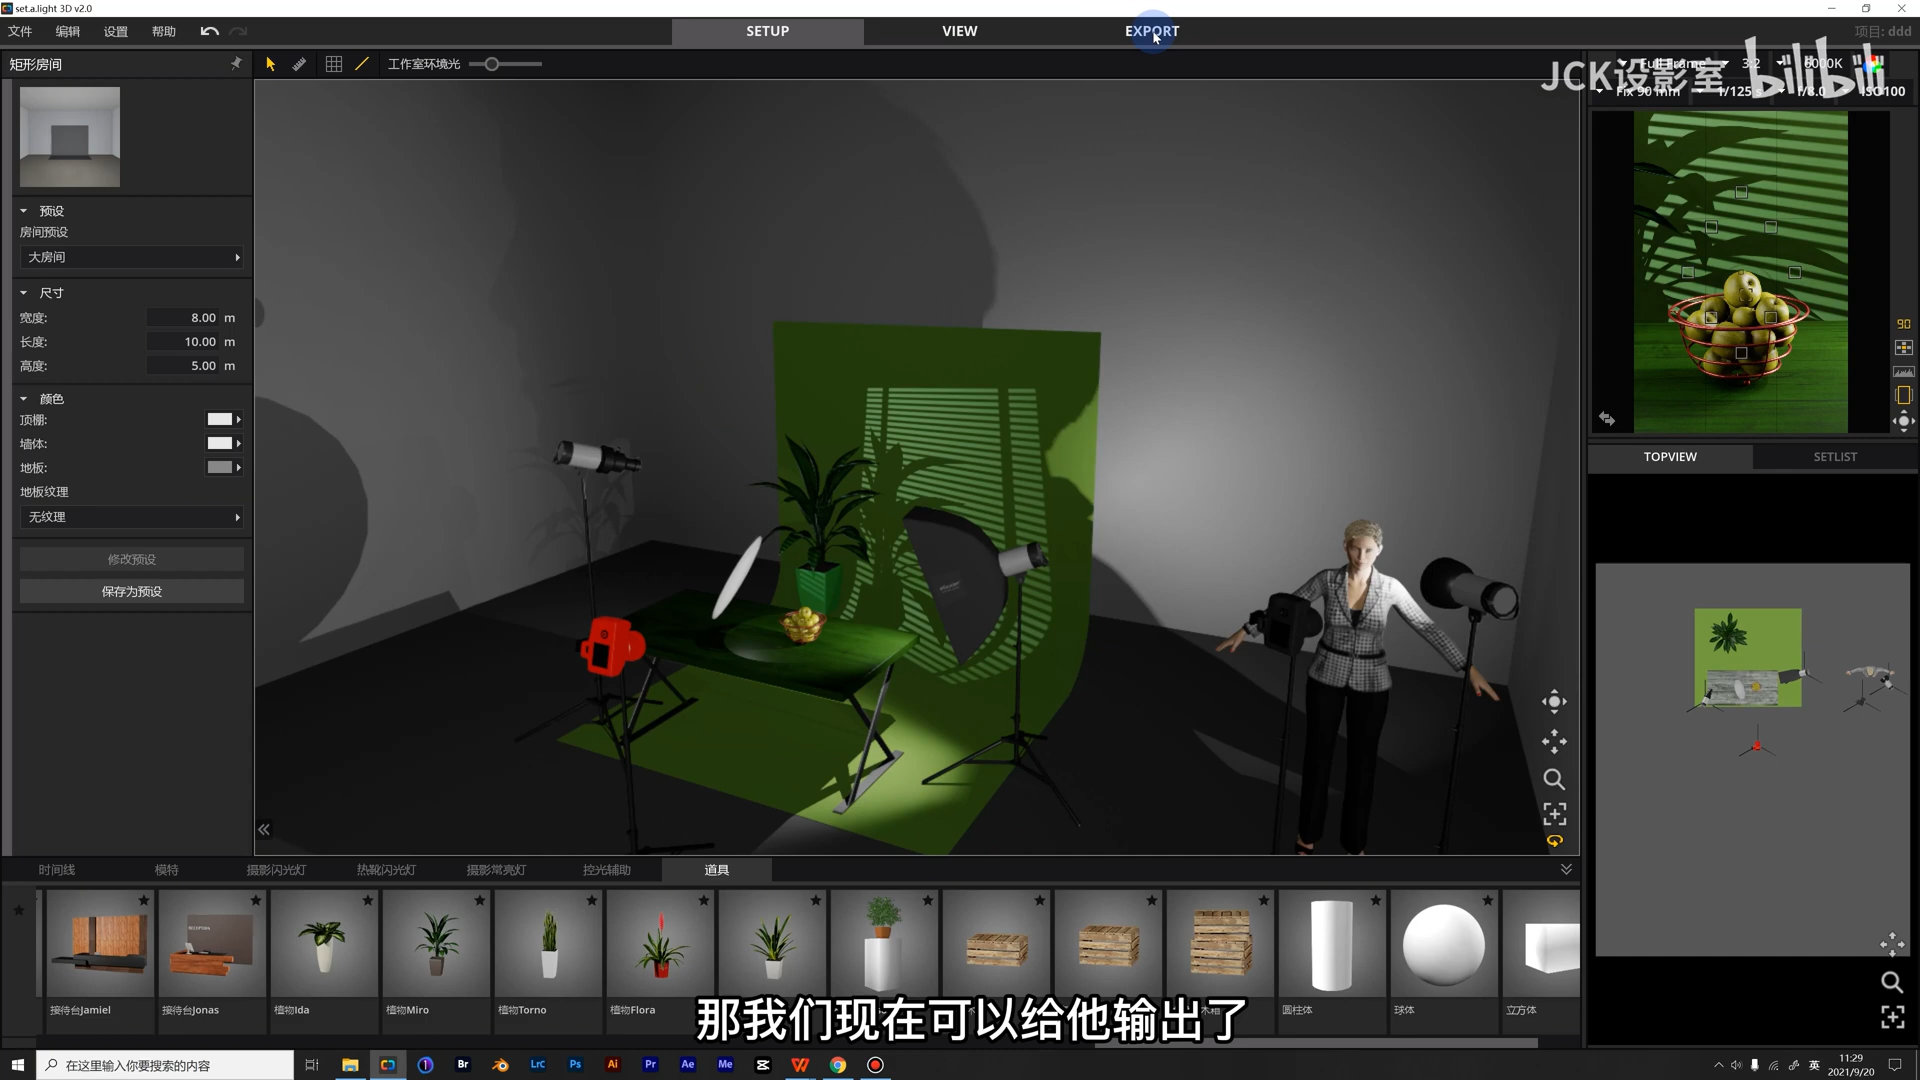 set.a.light 3D v2.0
文件 编辑 设置 帮助
SETUP VIEW EXPORT
项目: ddd
矩形房间
工作室环境光
Full Frame 3:2 6000K
JCK设影室 bilibili
Fix 90 mm 1/125 s f/8.0 ISO100
预设
房间预设
大房间
尺寸
宽度: 8.00 m
长度: 10.00 m
高度: 5.00 m
颜色
顶棚:
墙体:
地板:
地板纹理
无纹理
修改预设
保存为预设
90
TOPVIEW SETLIST
时间线 模特 摄影闪光灯 热靴闪光灯 摄影常亮灯 控光辅助 道具
接待台Jamiel 接待台Jonas 植物Ida 植物Miro 植物Torno 植物Flora 木箱 圆柱体 球体 立方体
那我们现在可以给他输出了
在这里输入你要搜索的内容
Br LrC Ps Ai Pr Ae Me
英
11:29
2021/9/20